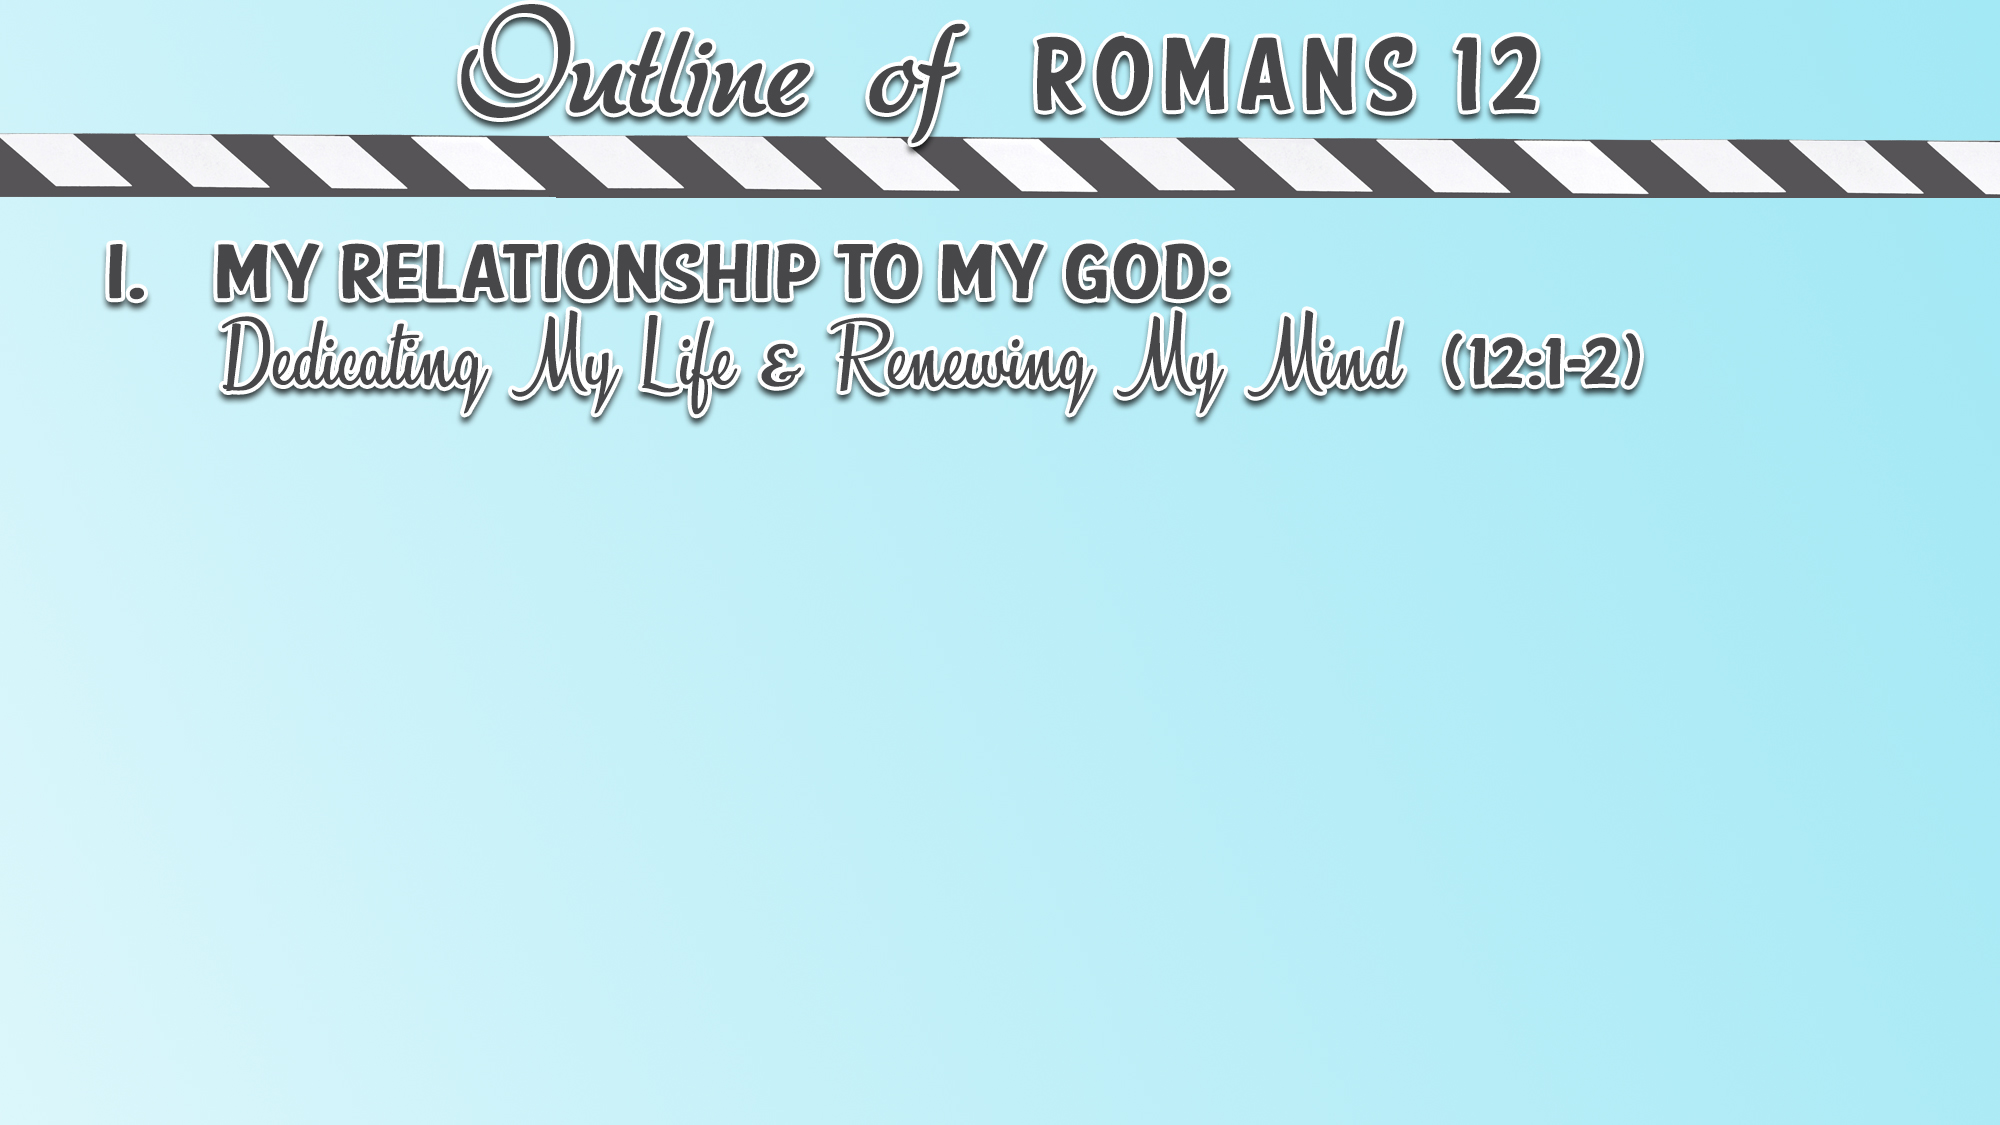 Outline of ROMANS 12
I. MY RELATIONSHIP TO MY GOD:
Dedicating My Life & Renewing My Mind (12:1-2)